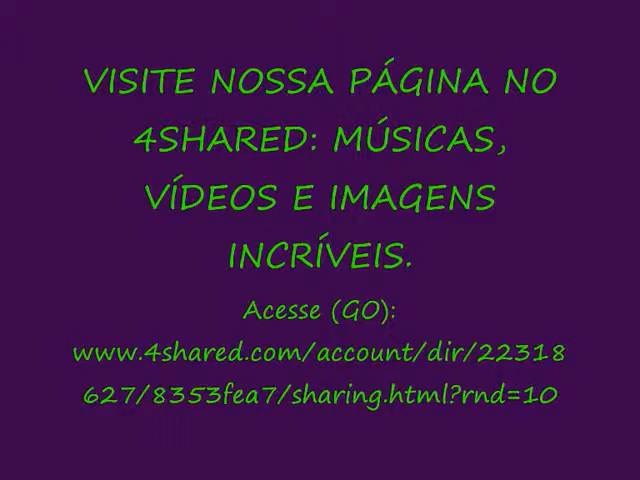 VISITE NOSSA PÁGINA NO
4SHARED: MÚSICAS,
VÍDEOS E IMAGENS
INCRÍVEIS.
Acesse (GO):
www.4shared.com/account/dir/22318
627/8353fea7/sharing.html?rnd=10